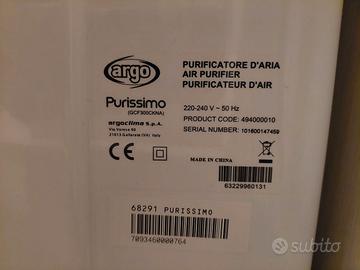 argo
PURIFICATORE D'ARIA
AIR PURIFIER
PURIFICATEUR D'AIR
Purissimo
(GCF300CKNA)
220-240 V ~ 50 Hz
argoclima S.p.A.
Via Varese 90
21013 Gallarate (VA) Italy
PRODUCT CODE: 494000010
SERIAL NUMBER: 101600147459
CE
MADE IN CHINA
63229960131
68291 PURISSIMO
7093460000764
subito